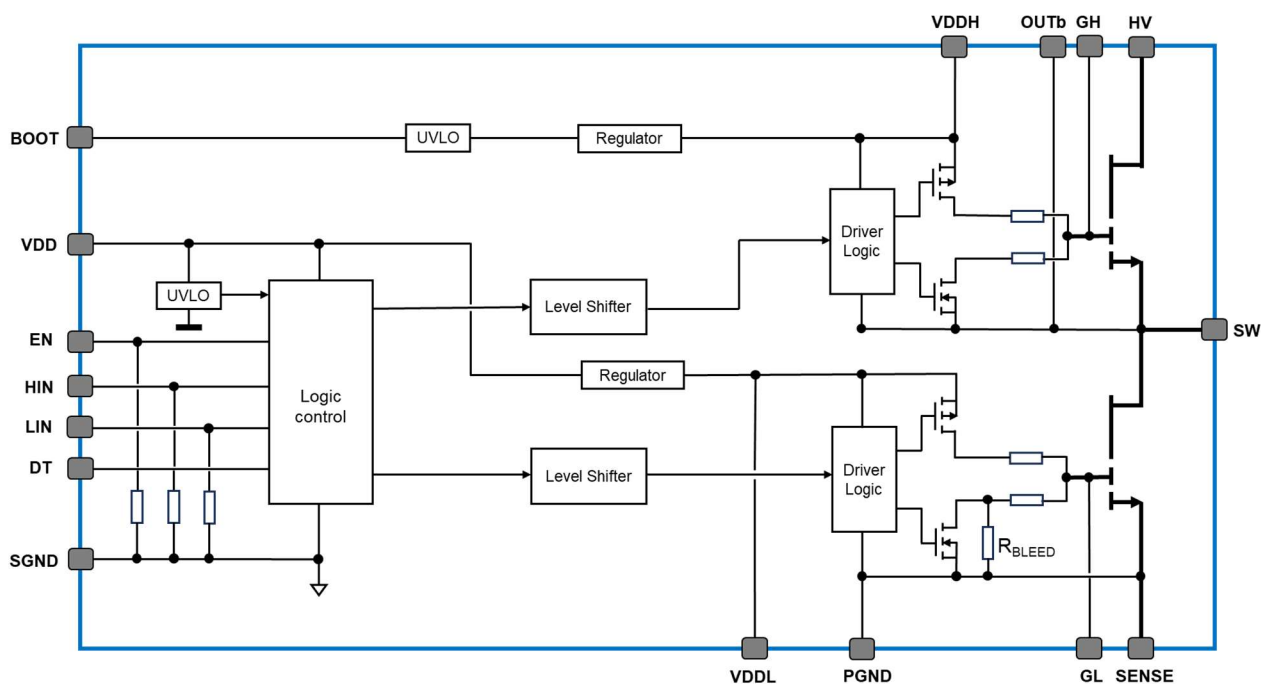 VDDH
OUTb
GH
HV
BOOT
UVLO
Regulator
VDD
Driver
Logic
UVLO
Level Shifter
EN
SW
HIN
Regulator
Logic
control
LIN
DT
Level Shifter
Driver
Logic
SGND
RBLEED
VDDL
PGND
GL
SENSE